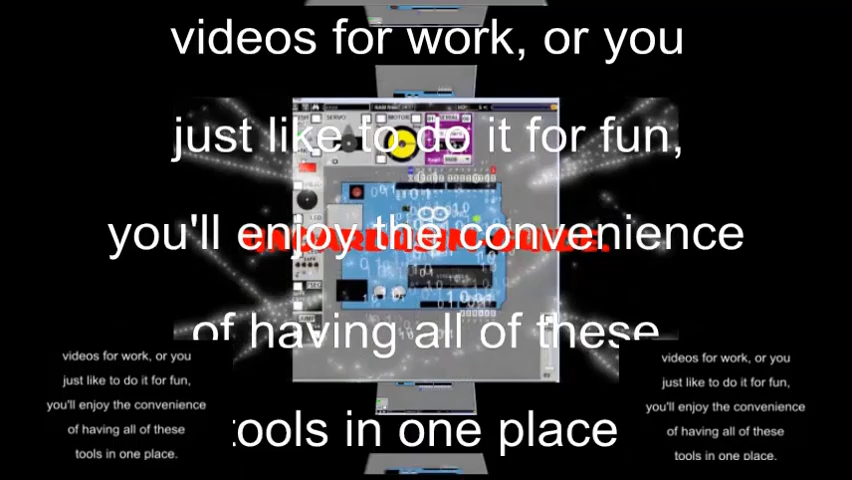 videos for work, or you
just like to do it for fun,
you'll enjoy the convenience
of having all of these
tools in one place
videos for work, or you
just like to do it for fun,
you'll enjoy the convenience
of having all of these
tools in one place.
videos for work, or you
just like to do it for fun,
you'll enjoy the convenience
of having all of these
tools in one place.
SERVO
MOTOR